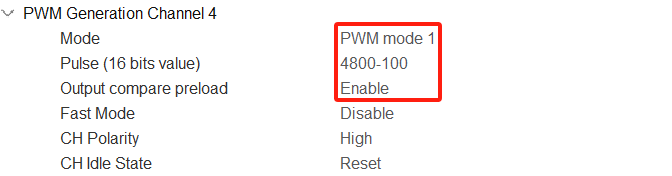 PWM Generation Channel 4
Mode PWM mode 1
Pulse (16 bits value) 4800-100
Output compare preload Enable
Fast Mode Disable
CH Polarity High
CH Idle State Reset